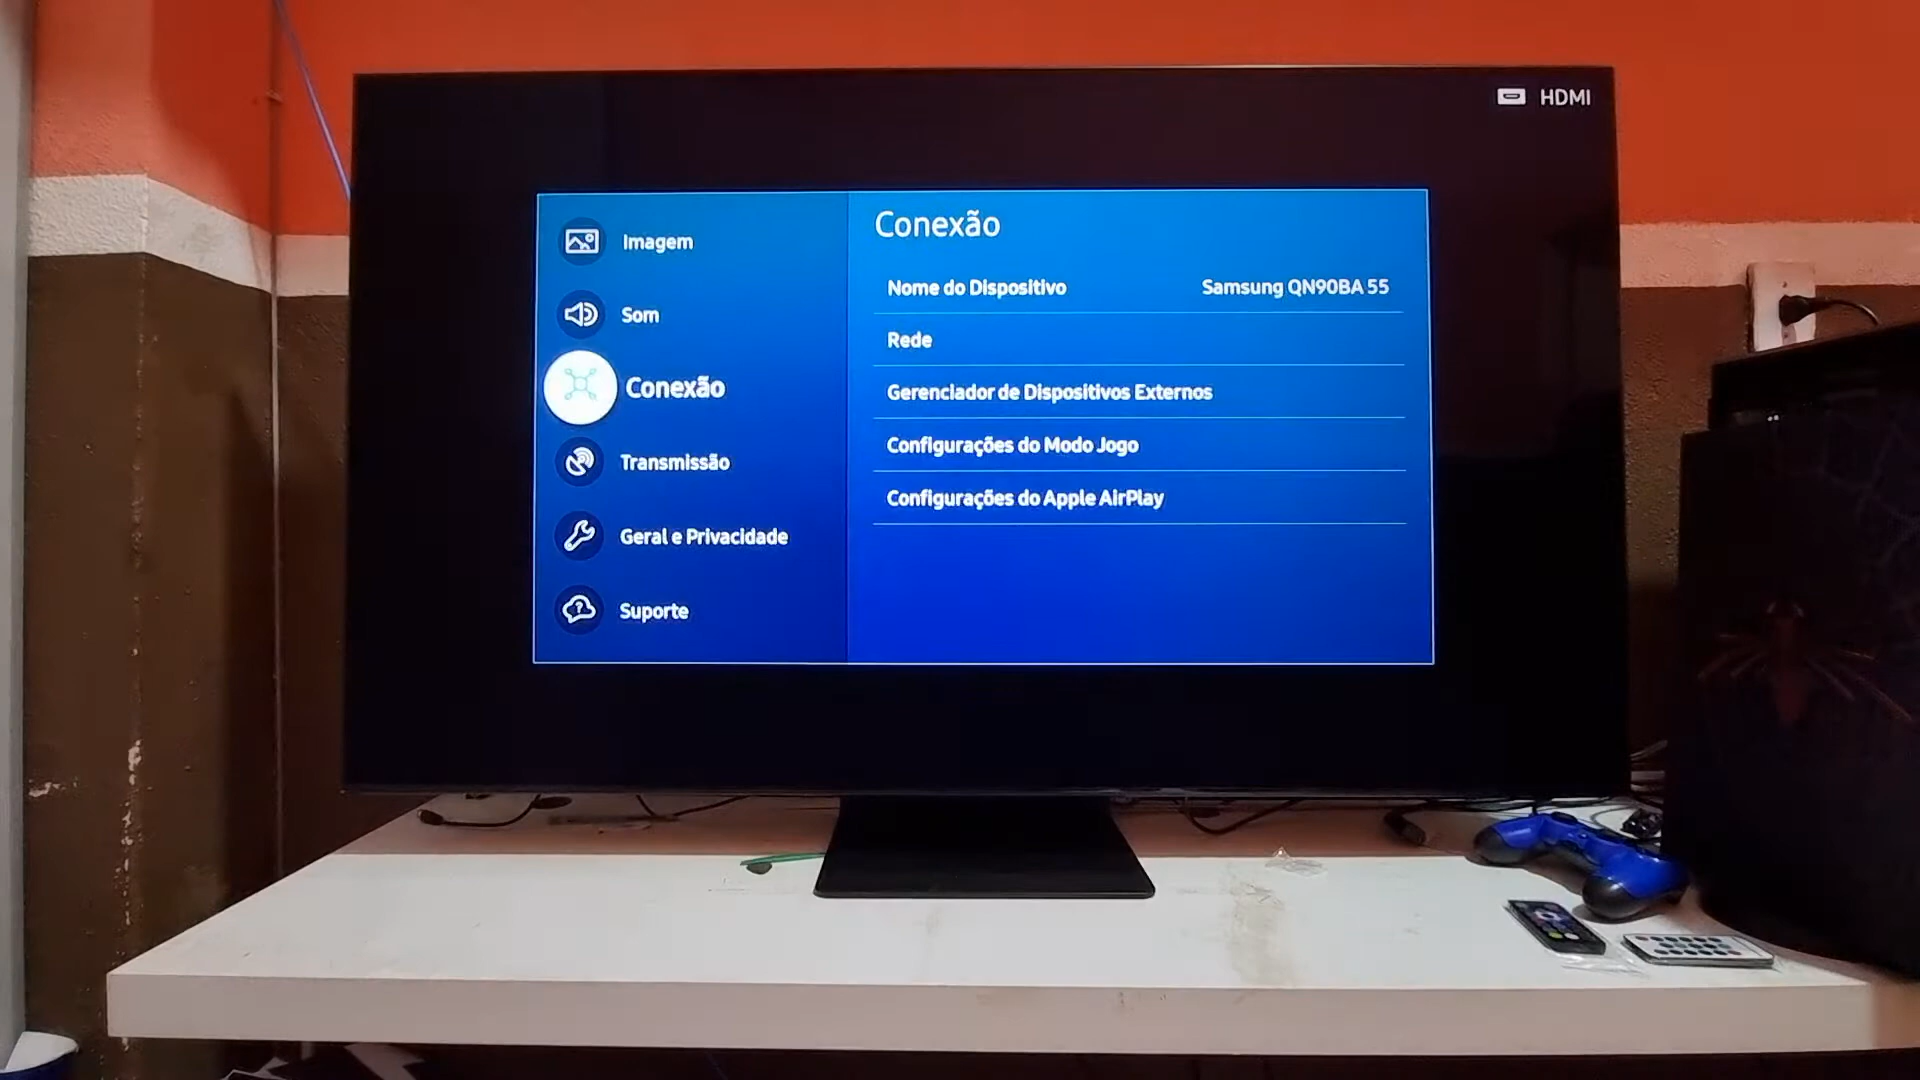 HDMI
Imagem
Som
Conexão
Transmissão
Geral e Privacidade
Suporte
Conexão
Nome do Dispositivo Samsung QN90BA 55
Rede
Gerenciador de Dispositivos Externos
Configurações do Modo Jogo
Configurações do Apple AirPlay